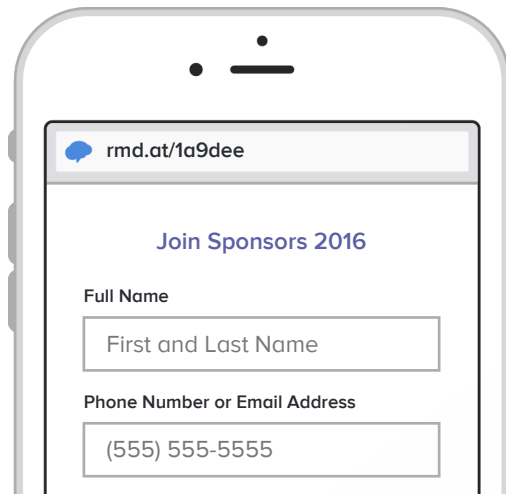 rmd.at/1a9dee
Join Sponsors 2016
Full Name
First and Last Name
Phone Number or Email Address
(555) 555-5555